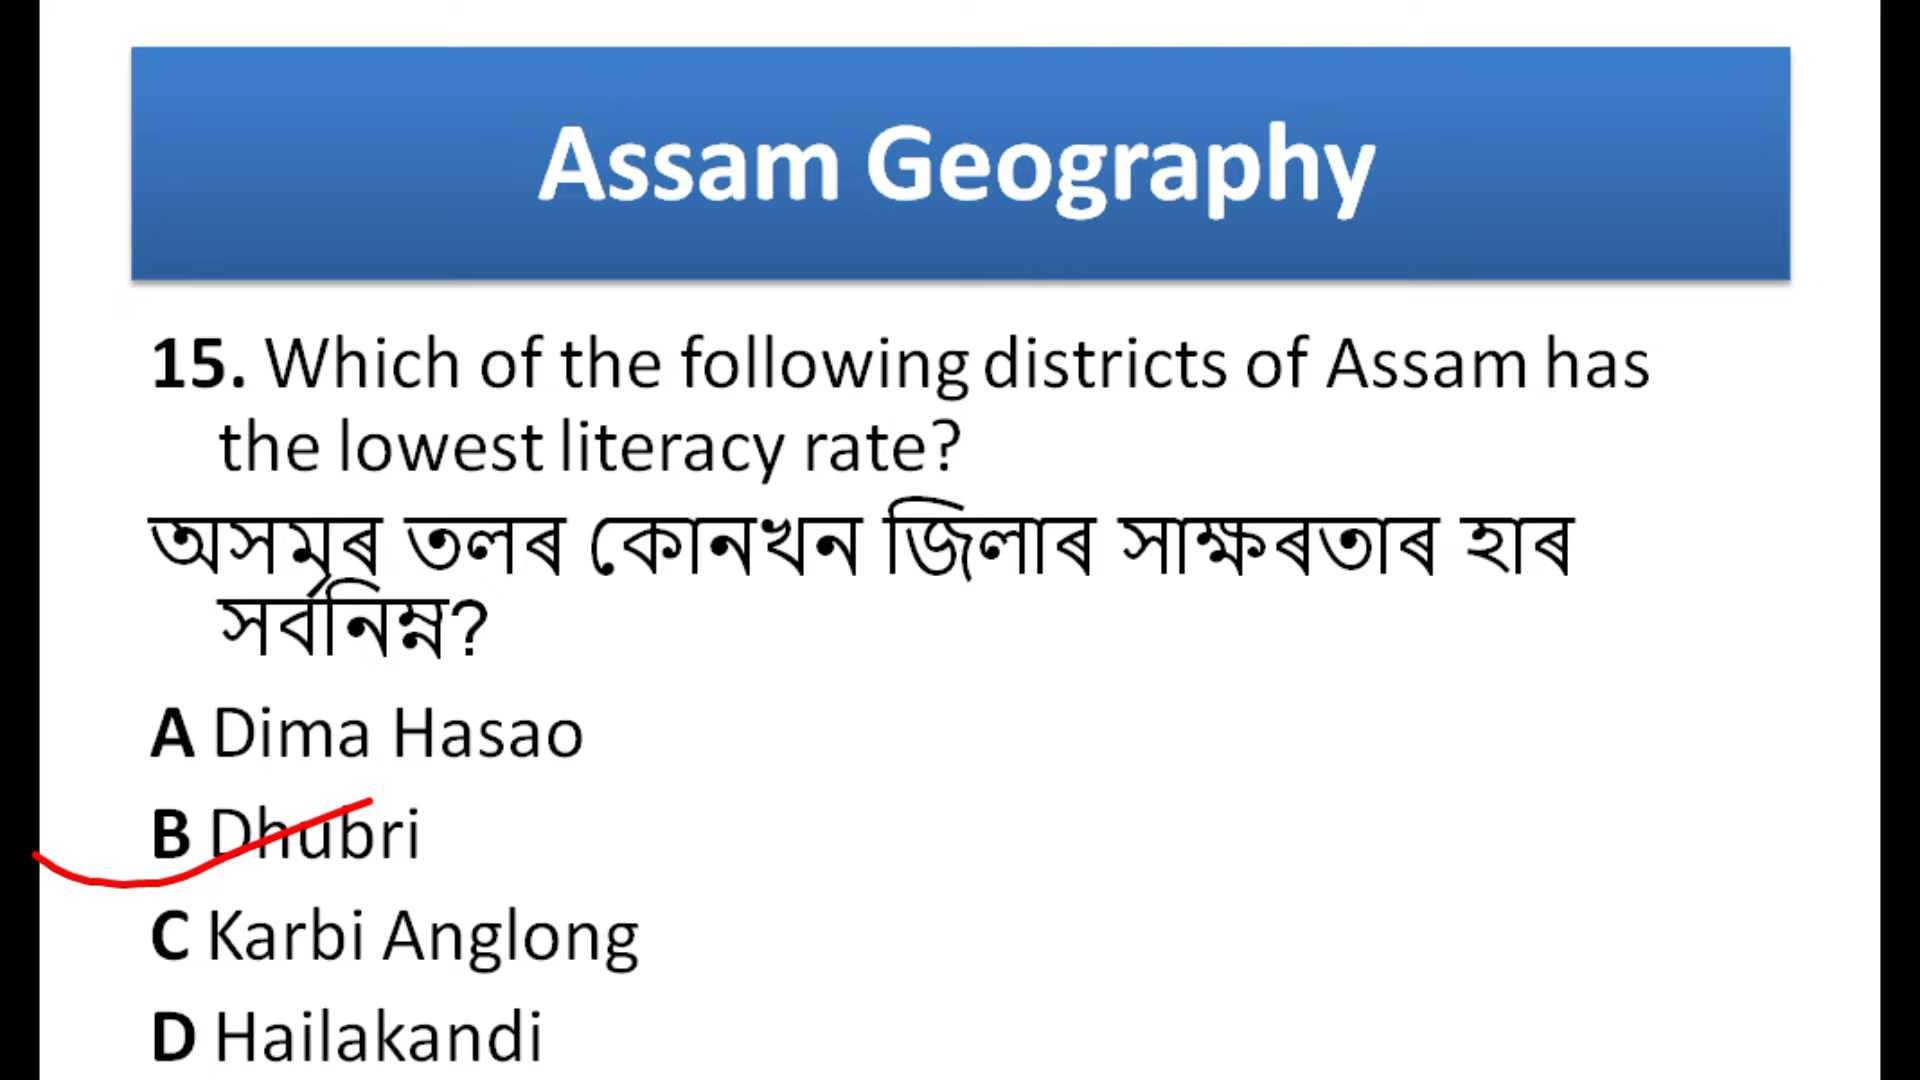 Assam Geography
15. Which of the following districts of Assam has
the lowest literacy rate?
অসমৰ তলৰ কোনখন জিলাৰ সাক্ষৰতাৰ হাৰ
সৰ্বনিম্ন?
A Dima Hasao
B Dhubri
C Karbi Anglong
D Hailakandi